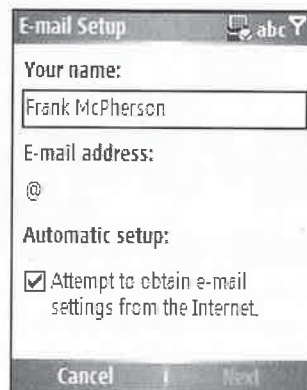 E-mail Setup abc
Your name:
Frank McPherson
E-mail address:
@
Automatic setup:
Attempt to obtain e-mail
settings from the Internet.
Cancel Next